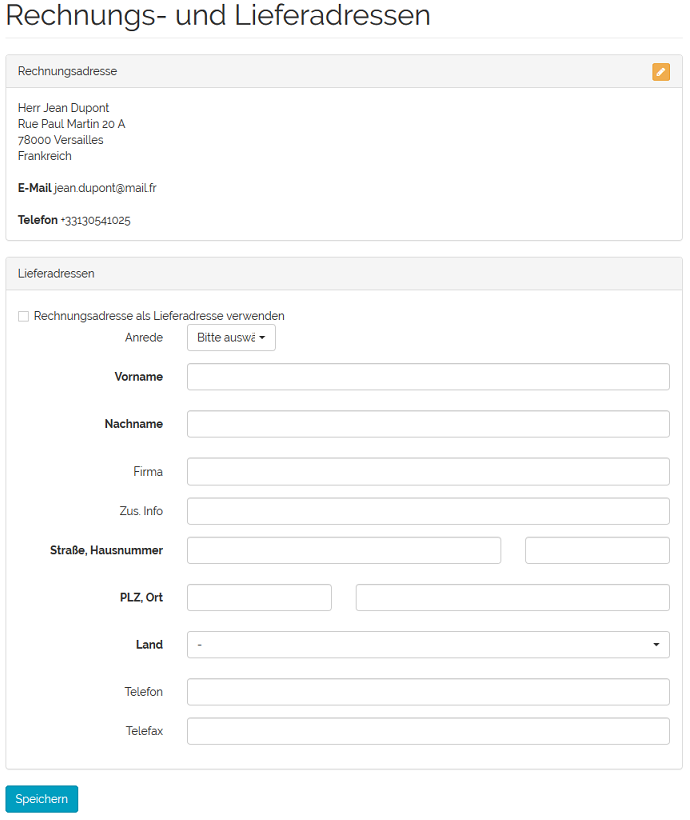 Rechnungs- und Lieferadressen
Rechnungsadresse
Herr Jean Dupont
Rue Paul Martin 20 A
78000 Versailles
Frankreich
E-Mail jean.dupont@mail.fr
Telefon +33130541025
Lieferadressen
Rechnungsadresse als Lieferadresse verwenden
Anrede Bitte auswä
Vorname
Nachname
Firma
Zus. Info
Straße, Hausnummer
PLZ, Ort
Land -
Telefon
Telefax
Speichern